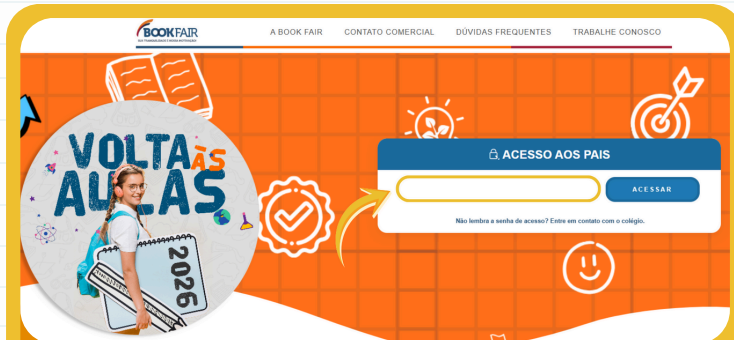 BOOKFAIR
A BOOK FAIR
CONTATO COMERCIAL
DÚVIDAS FREQUENTES
TRABALHE CONOSCO
ACESSO AOS PAIS
ACESSAR
Não lembra a senha de acesso? Entre em contato com o colégio.
VOLTA ÀS
AULAS
2026